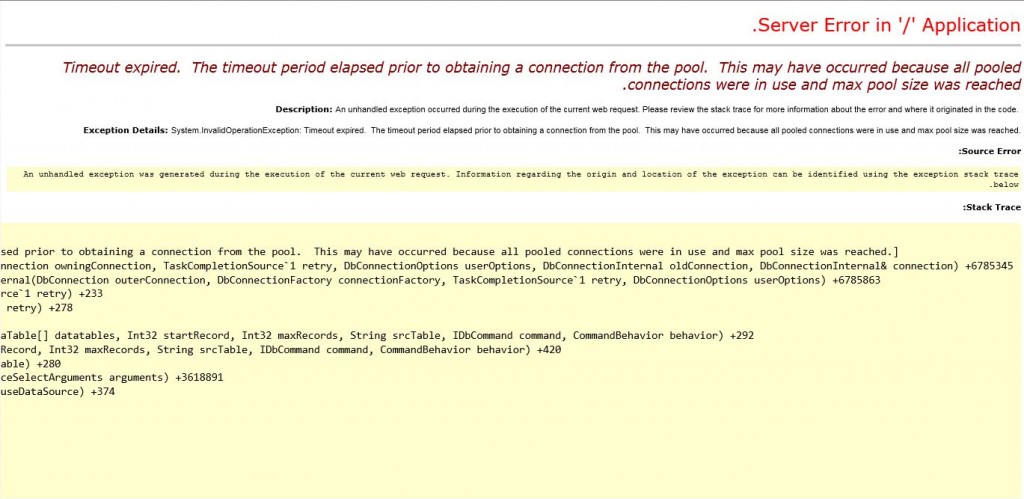 .Server Error in '/' Application
Timeout expired.  The timeout period elapsed prior to obtaining a connection from the pool.  This may have occurred because all pooled
.connections were in use and max pool size was reached
Description: An unhandled exception occurred during the execution of the current web request. Please review the stack trace for more information about the error and where it originated in the code.
Exception Details: System.InvalidOperationException: Timeout expired.  The timeout period elapsed prior to obtaining a connection from the pool.  This may have occurred because all pooled connections were in use and max pool size was reached.
:Source Error
An unhandled exception was generated during the execution of the current web request. Information regarding the origin and location of the exception can be identified using the exception stack trace
.below
:Stack Trace
sed prior to obtaining a connection from the pool.  This may have occurred because all pooled connections were in use and max pool size was reached.]
nnection owningConnection, TaskCompletionSource`1 retry, DbConnectionOptions userOptions, DbConnectionInternal oldConnection, DbConnectionInternal& connection) +6785345
ernal(DbConnection outerConnection, DbConnectionFactory connectionFactory, TaskCompletionSource`1 retry, DbConnectionOptions userOptions) +6785863
rce`1 retry) +233
retry) +278
aTable[] datatables, Int32 startRecord, Int32 maxRecords, String srcTable, IDbCommand command, CommandBehavior behavior) +292
Record, Int32 maxRecords, String srcTable, IDbCommand command, CommandBehavior behavior) +420
able) +280
ceSelectArguments arguments) +3618891
useDataSource) +374